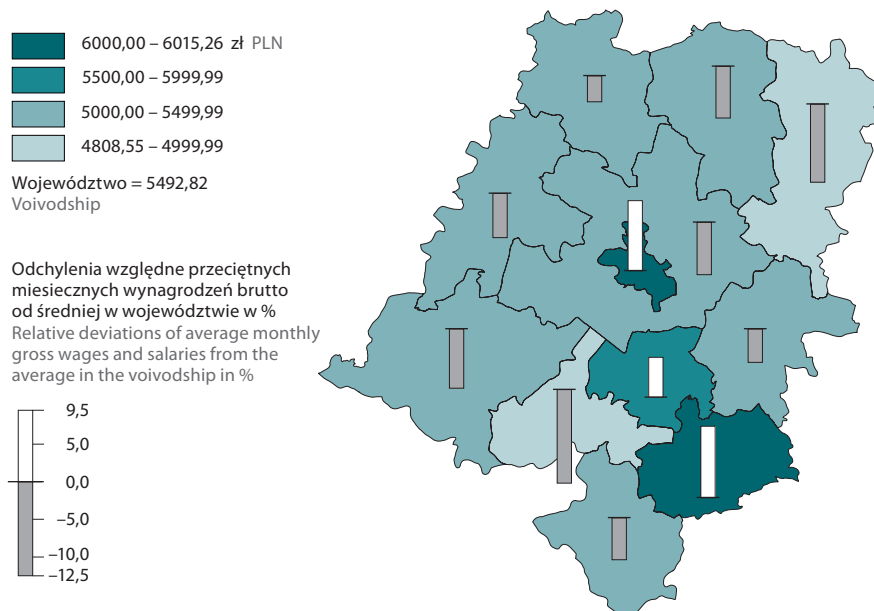 6000,00 – 6015,26 zł PLN
5500,00 – 5999,99
5000,00 – 5499,99
4808,55 – 4999,99
Województwo = 5492,82
Voivodship
Odchylenia względne przeciętnych
miesiecznych wynagrodzeń brutto
od średniej w województwie w %
Relative deviations of average monthly
gross wages and salaries from the
average in the voivodship in %
9,5
5,0
0,0
–5,0
–10,0
–12,5